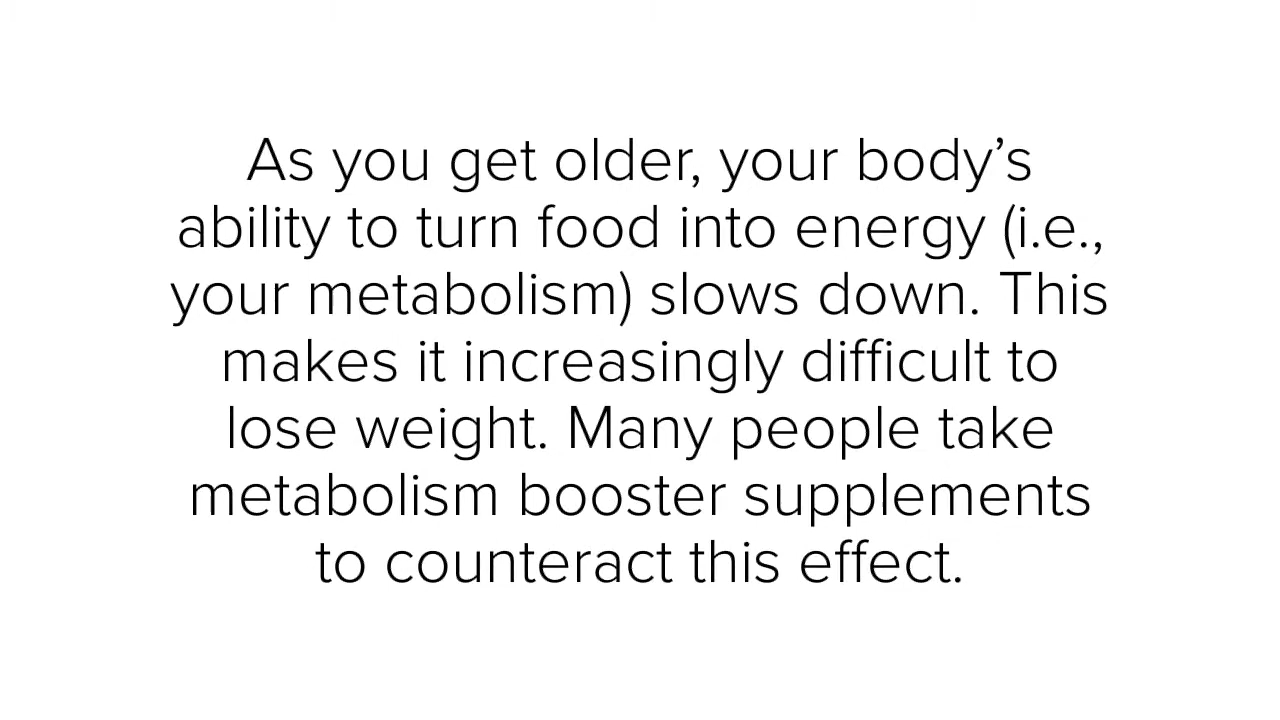 As you get older, your body’s
ability to turn food into energy (i.e.,
your metabolism) slows down. This
makes it increasingly difficult to
lose weight. Many people take
metabolism booster supplements
to counteract this effect.